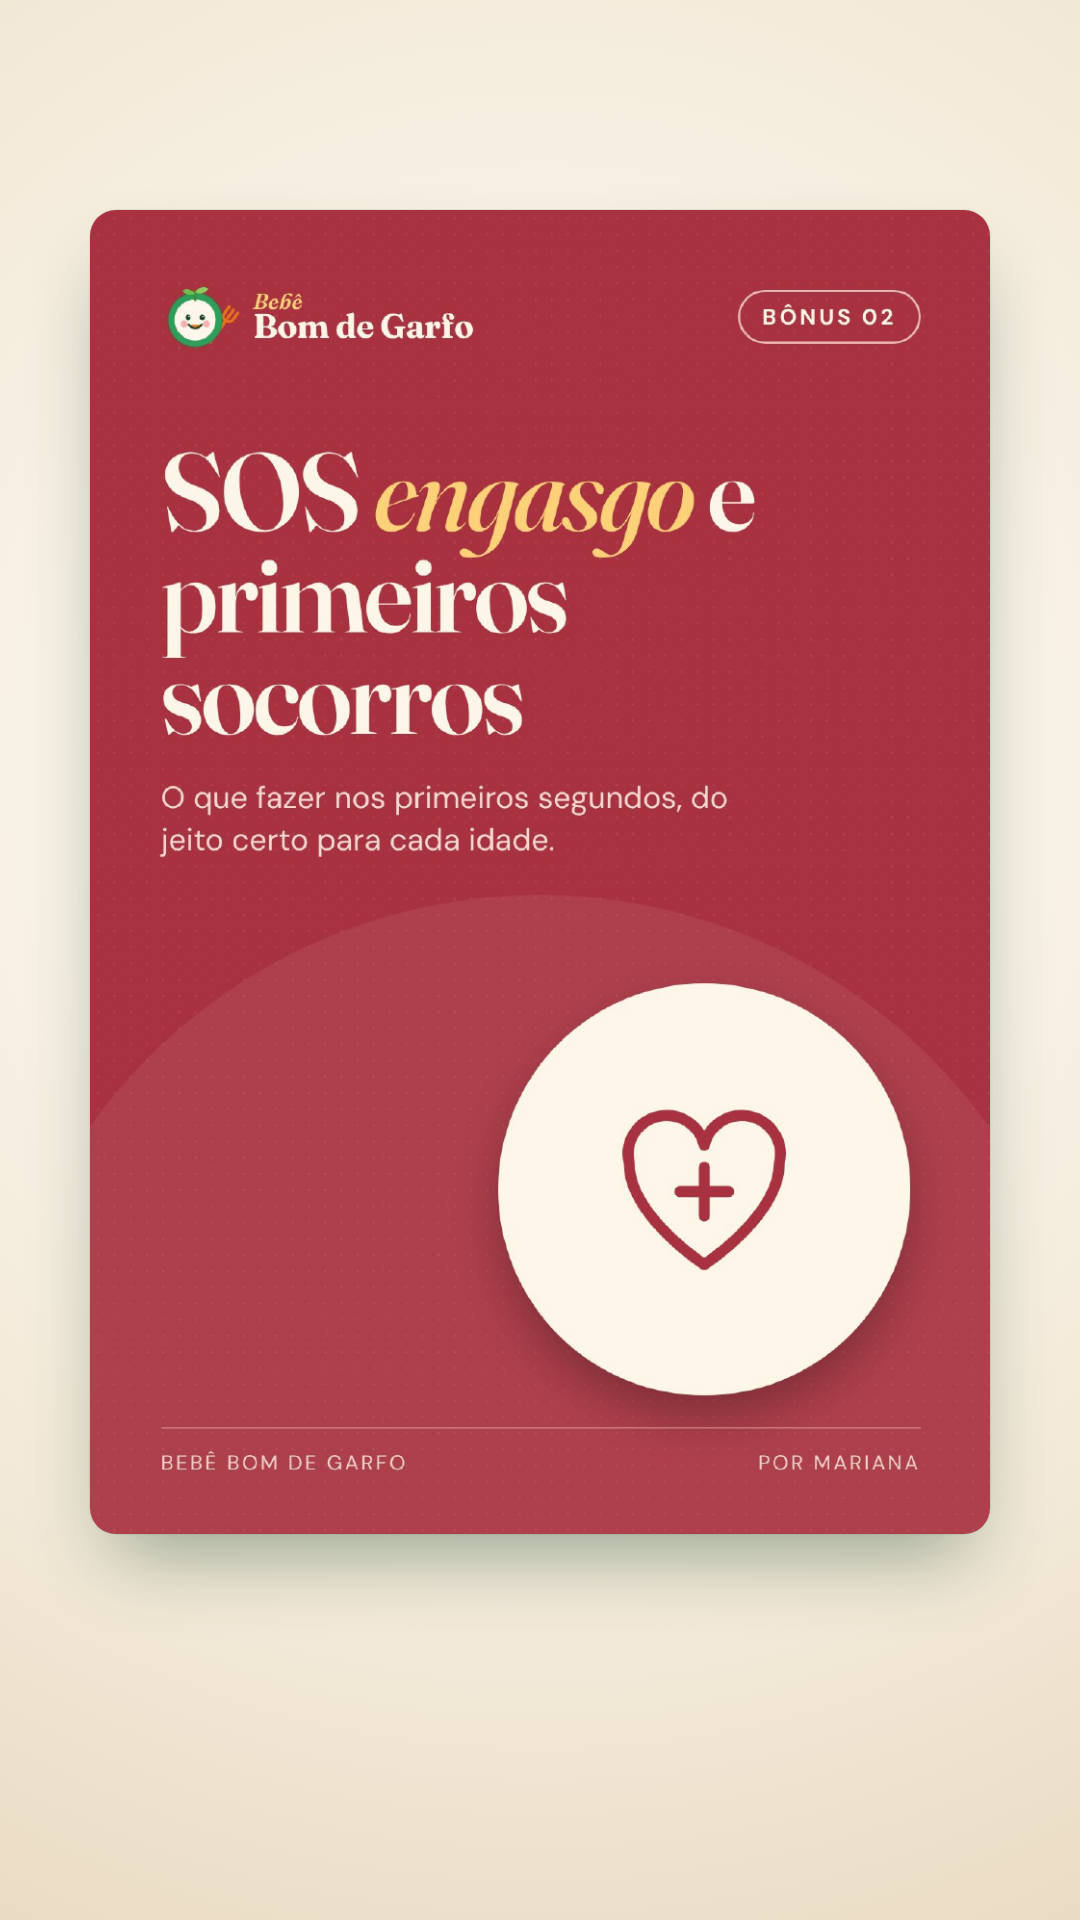 Bebê
Bom de Garfo
BÔNUS 02
SOS engasgo e
primeiros
socorros
O que fazer nos primeiros segundos, do
jeito certo para cada idade.
BEBÊ BOM DE GARFO
POR MARIANA